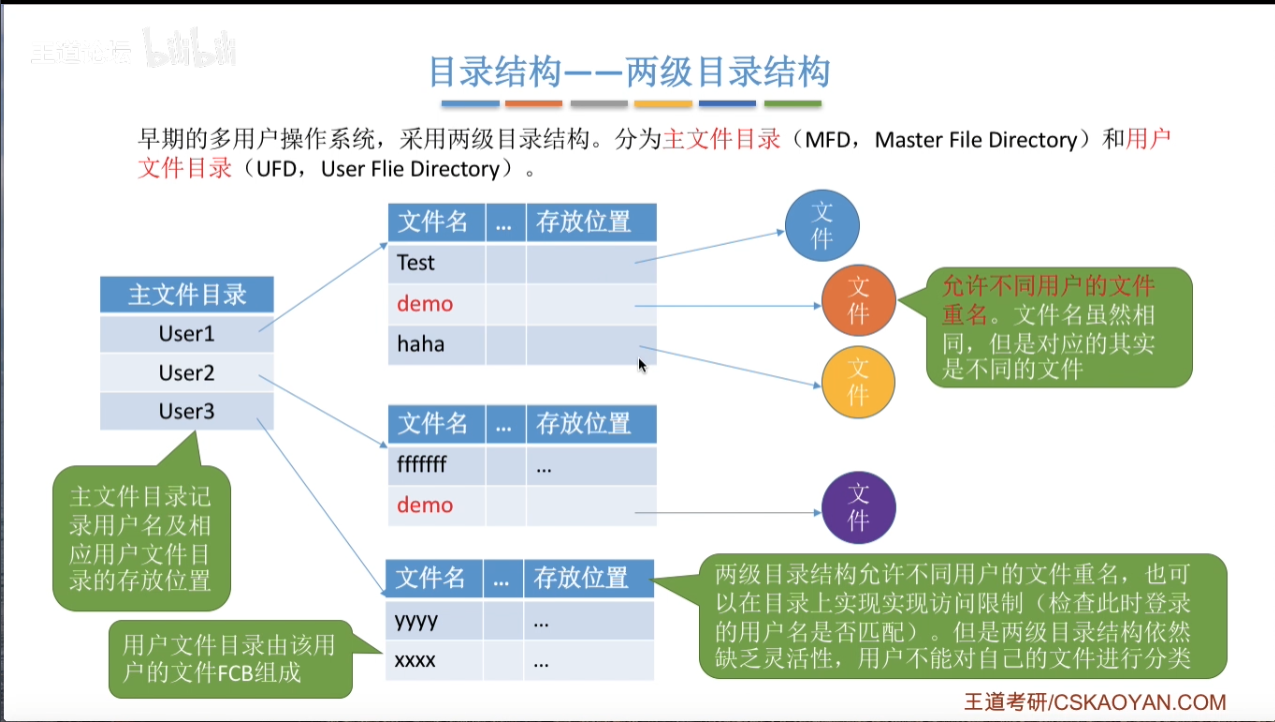 王道论坛 bilibili
目录结构——两级目录结构
早期的多用户操作系统，采用两级目录结构。分为主文件目录（MFD，Master File Directory）和用户
文件目录（UFD，User Flie Directory）。
主文件目录
User1
User2
User3
主文件目录记
录用户名及相
应用户文件目
录的存放位置
用户文件目录由该用
户的文件FCB组成
文件名 ... 存放位置
Test
demo
haha
文件名 ... 存放位置
fffffff ...
demo
文件名 ... 存放位置
yyyy ...
xxxx ...
文
件
文
件
文
件
文
件
允许不同用户的文件
重名。文件名虽然相
同，但是对应的其实
是不同的文件
两级目录结构允许不同用户的文件重名，也可
以在目录上实现实现访问限制（检查此时登录
的用户名是否匹配）。但是两级目录结构依然
缺乏灵活性，用户不能对自己的文件进行分类
王道考研/CSKAOYAN.COM